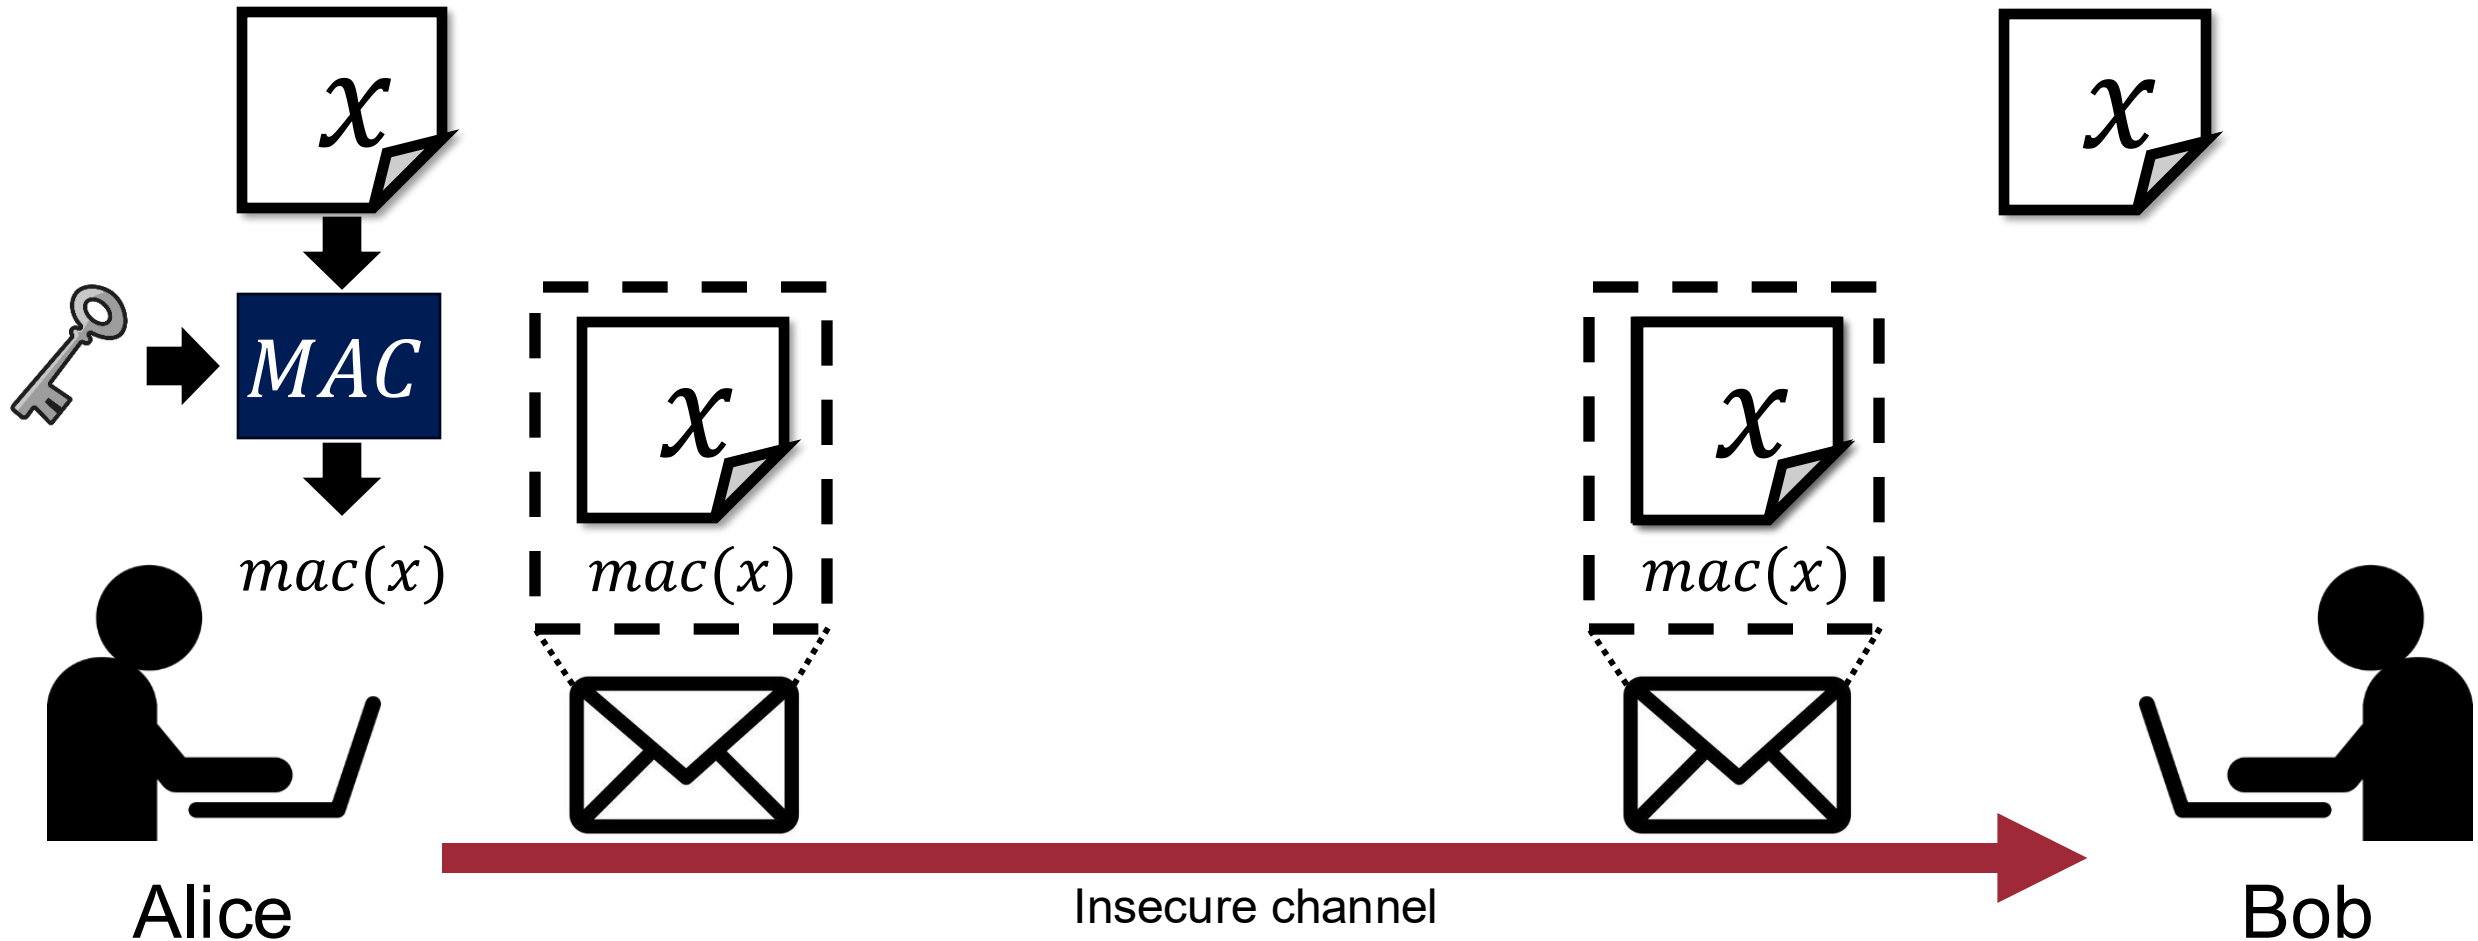 x
x
MAC
x
x
mac(x)
mac(x)
mac(x)
Insecure channel
Alice
Bob